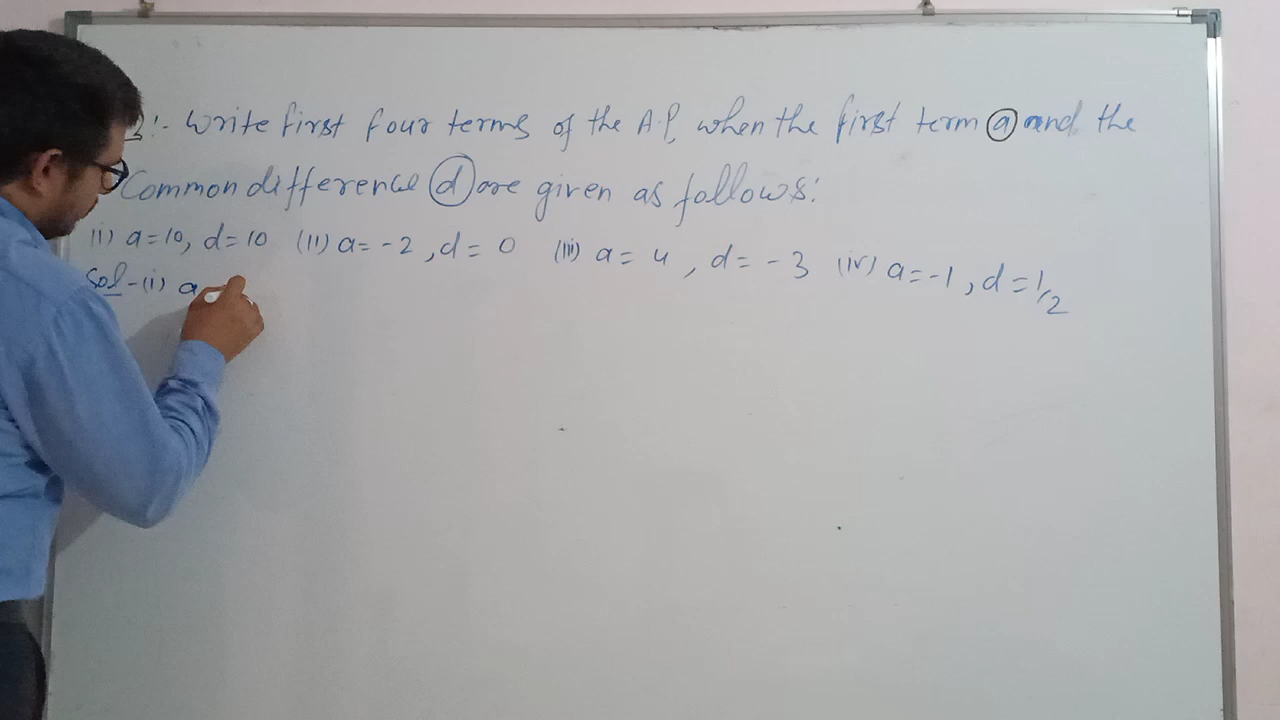 2:- Write first four terms of the A.P, when the first term a and the
Common difference d are given as follows:
(i) a=10, d=10 (ii) a= -2, d= 0 (iii) a= 4, d= -3 (iv) a=-1, d=1/2
Sol-(i) a